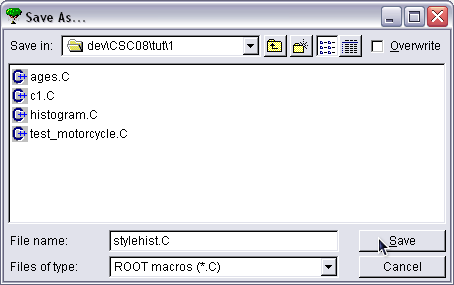 Save As...
Save in: dev\CSC08\tut\1 Overwrite
ages.C
c1.C
histogram.C
test_motorcycle.C
File name: stylehist.C Save
Files of type: ROOT macros (*.C) Cancel